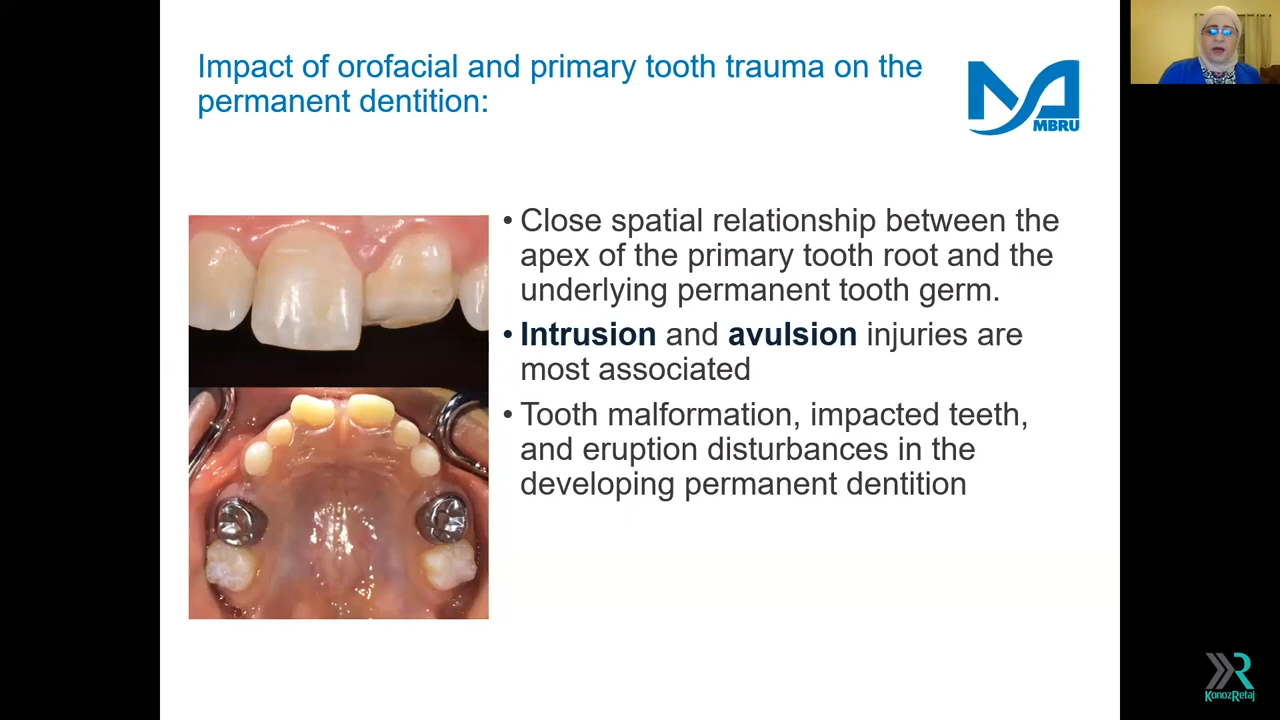 Impact of orofacial and primary tooth trauma on the
permanent dentition:
MBRU
• Close spatial relationship between the
apex of the primary tooth root and the
underlying permanent tooth germ.
• Intrusion and avulsion injuries are
most associated
• Tooth malformation, impacted teeth,
and eruption disturbances in the
developing permanent dentition
KonozRetaj